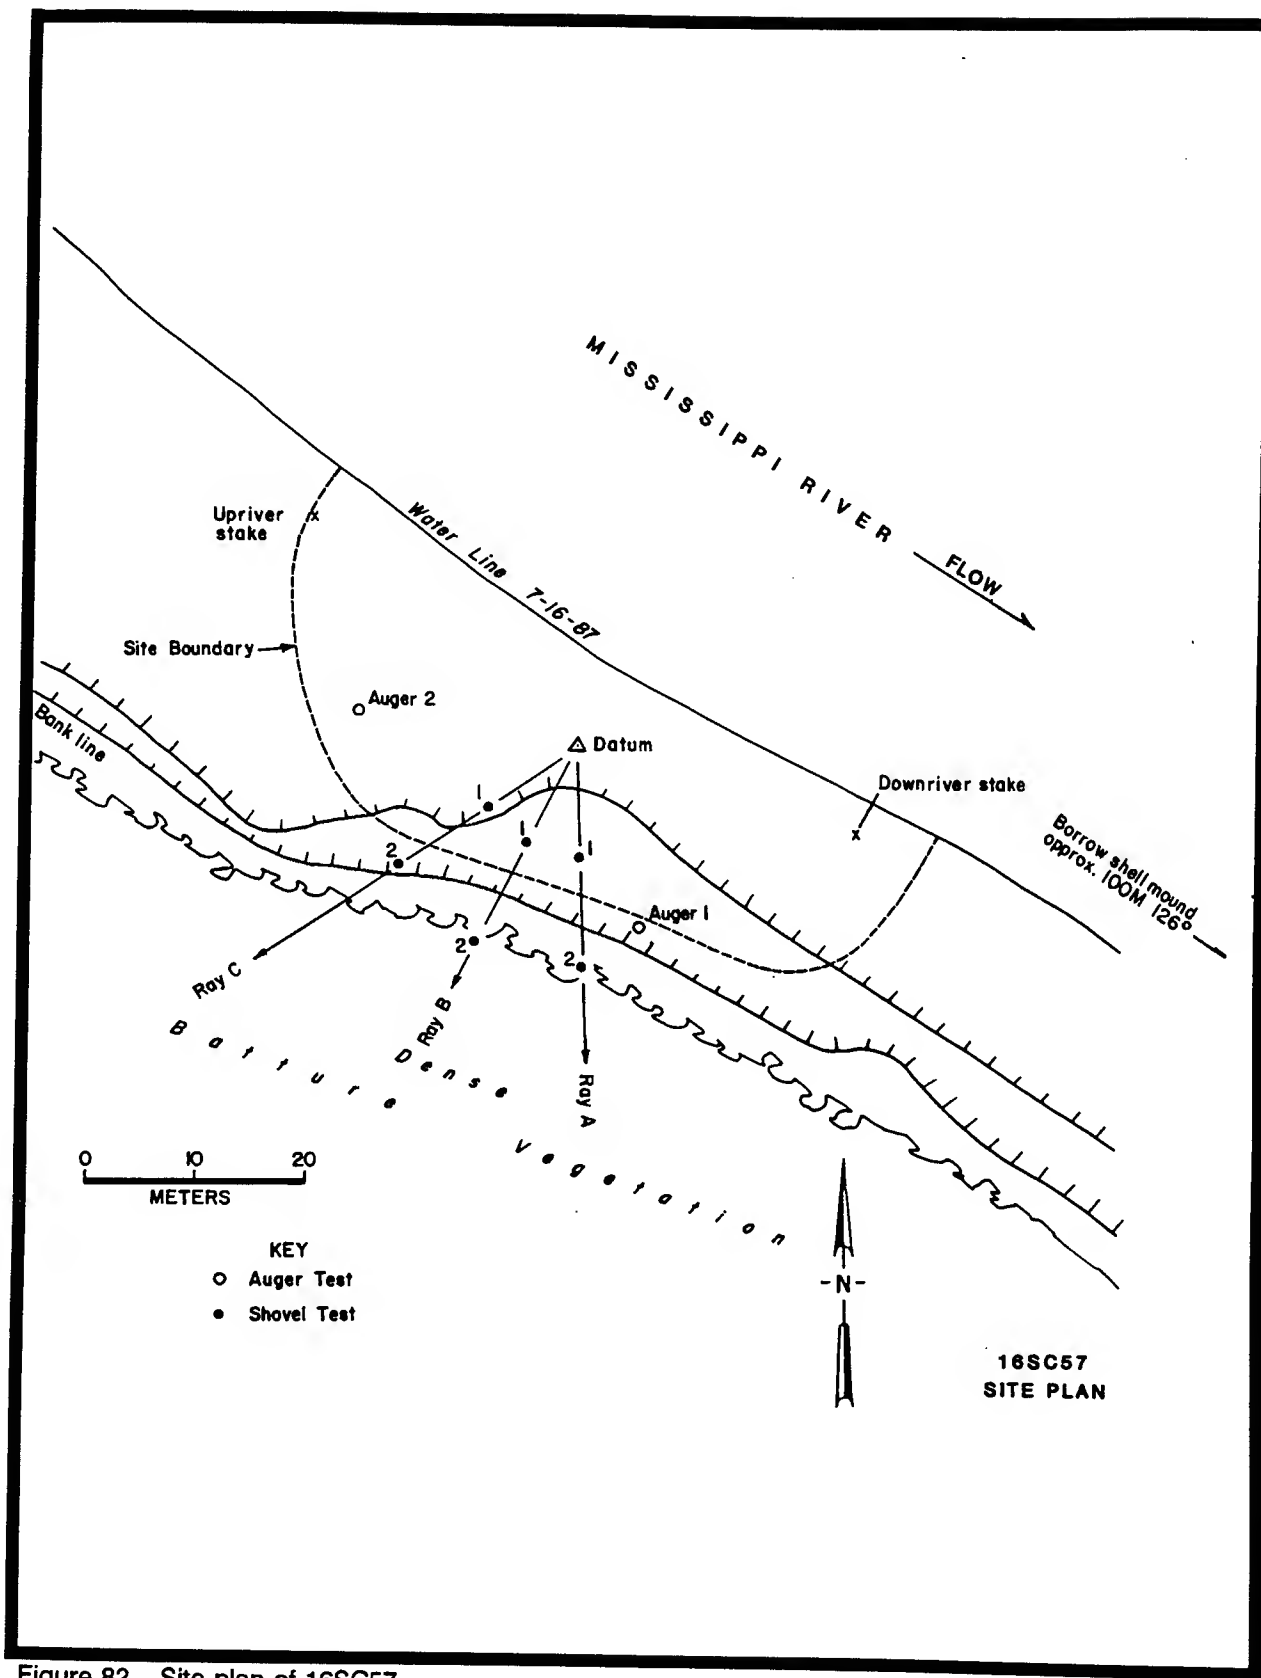 MISSISSIPPI RIVER
FLOW
Upriver
stake
Water Line 7-16-87
Site Boundary
Auger 2
Bank line
Datum
Downriver stake
Borrow shell mound
approx. 100M 126°
1
1
1
2
Auger 1
2
2
Ray C
Ray B
Ray A
Batture
Dense
Vegetation
0 10 20
METERS
KEY
Auger Test
Shovel Test
-N-
16SC57
SITE PLAN
Figure 82. Site plan of 16SC57